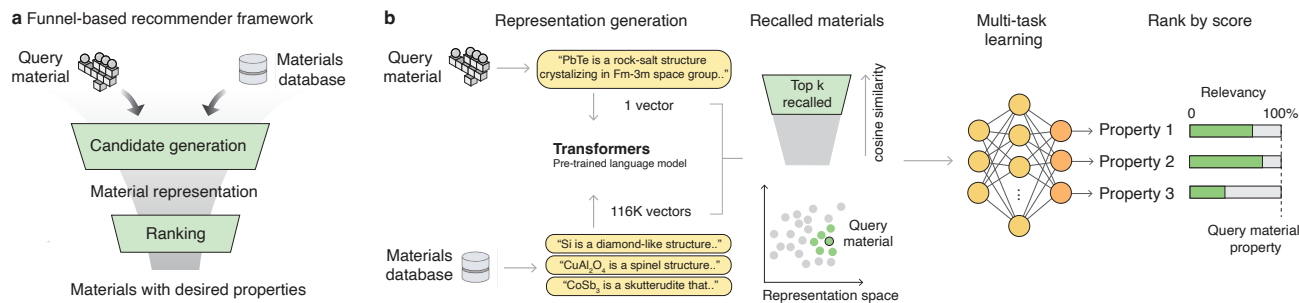 a Funnel-based recommender framework
Query
material
Materials
database
Candidate generation
Material representation
Ranking
Materials with desired properties
b
Representation generation
Recalled materials
Multi-task
learning
Rank by score
Query
material
“PbTe is a rock-salt structure
crystalizing in Fm-3m space group..”
1 vector
Transformers
Pre-trained language model
116K vectors
Materials
database
“Si is a diamond-like structure..”
“CuAl₂O₄ is a spinel structure..”
“CoSb₃ is a skutterudite that..”
Top k
recalled
cosine similarity
Query
material
Representation space
Relevancy
0 100%
Property 1
Property 2
Property 3
Query material
property